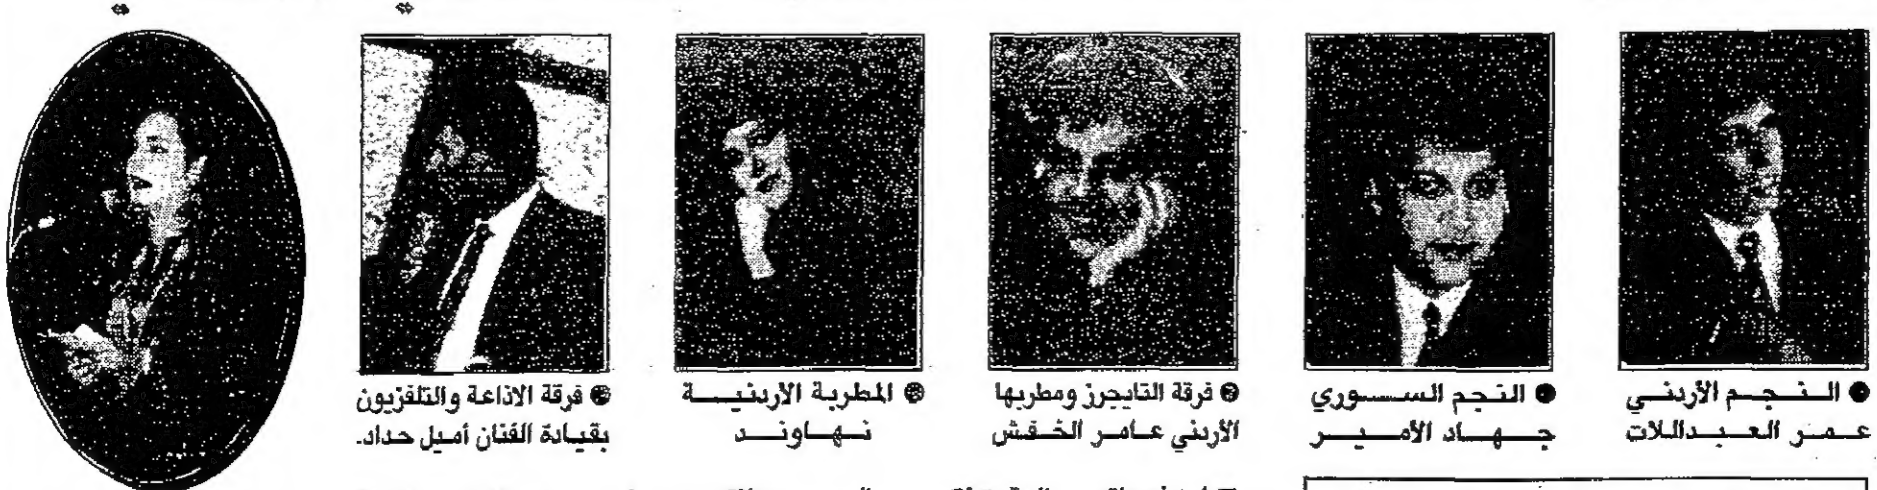 ● النجم الأردني
عمر العبداللات
● النجم السوري
جهاد الأمير
● فرقة التايجرز ومطربها
الأردني عامر الخفش
● المطربة الاردنية
نهاوند
● فرقة الاذاعة والتلفزيون
بقيادة الفنان أميل حداد.